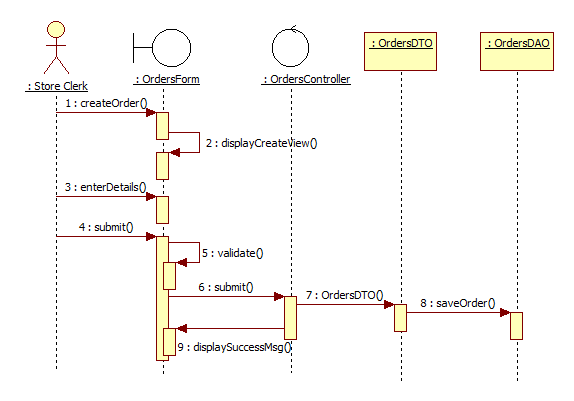 : Store Clerk
: OrdersForm
: OrdersController
: OrdersDTO
: OrdersDAO
1 : createOrder()
2 : displayCreateView()
3 : enterDetails()
4 : submit()
5 : validate()
6 : submit()
7 : OrdersDTO()
8 : saveOrder()
9 : displaySuccessMsg()